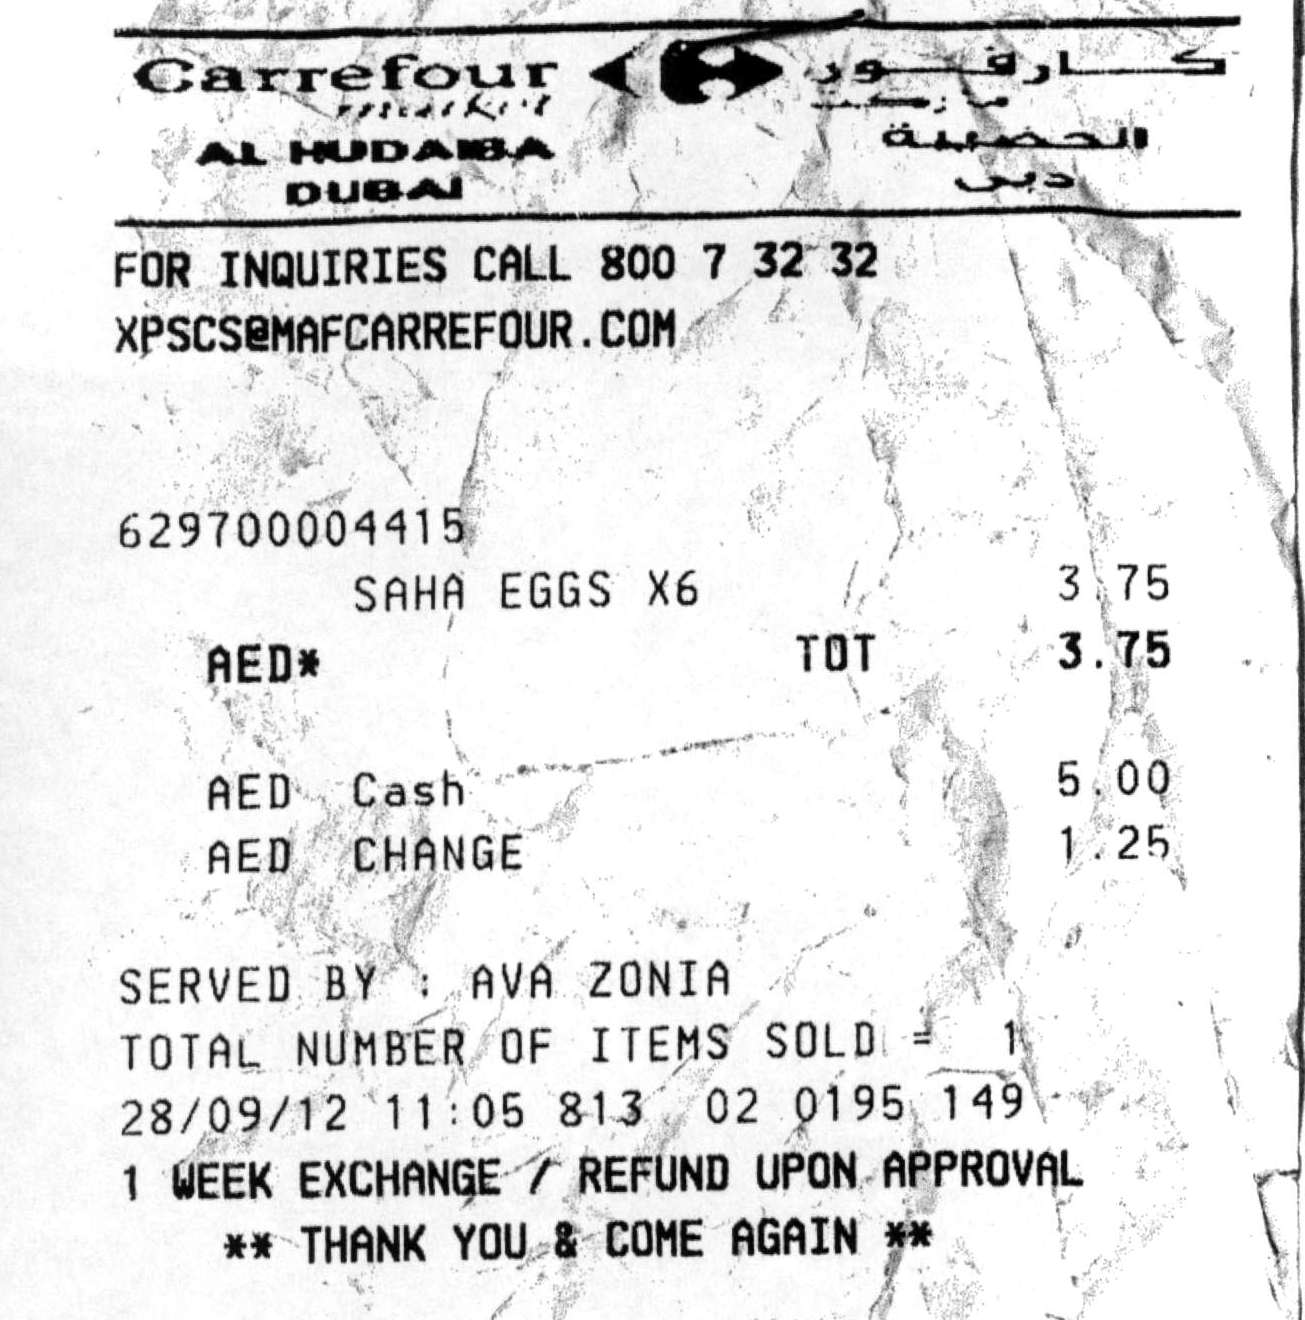 Carrefour
market
AL HUDAIBA
DUBAI
كارفور
ماركت
الحضيبة
دبي
FOR INQUIRIES CALL 800 7 32 32
XPSCS@MAFCARREFOUR.COM
629700004415
SAHA EGGS X6 3.75
AED* TOT 3.75
AED Cash 5.00
AED CHANGE 1.25
SERVED BY : AVA ZONIA
TOTAL NUMBER OF ITEMS SOLD = 1
28/09/12 11:05 813 02 0195 149
1 WEEK EXCHANGE / REFUND UPON APPROVAL
** THANK YOU & COME AGAIN **